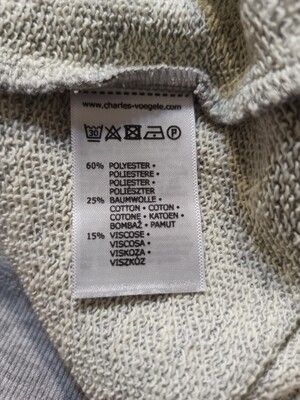 www.charles-voegele.com
30 P
60% POLYESTER •
POLIESTERE •
POLIESTER •
POLIÉSZTER
25% BAUMWOLLE •
COTTON • COTON •
COTONE • KATOEN •
BOMBAŽ • PAMUT
15% VISCOSE •
VISCOSA •
VISKOZA •
VISZKÓZ